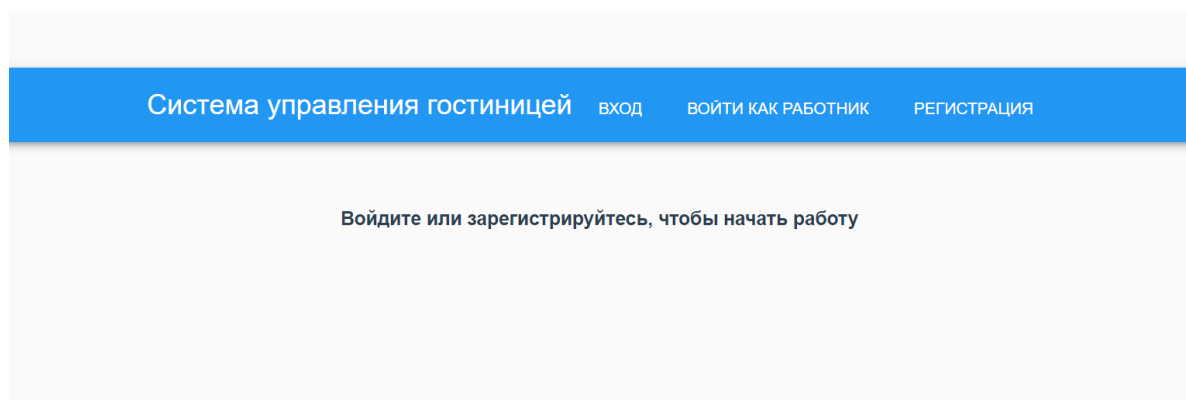 Система управления гостиницей ВХОД ВОЙТИ КАК РАБОТНИК РЕГИСТРАЦИЯ
Войдите или зарегистрируйтесь, чтобы начать работу